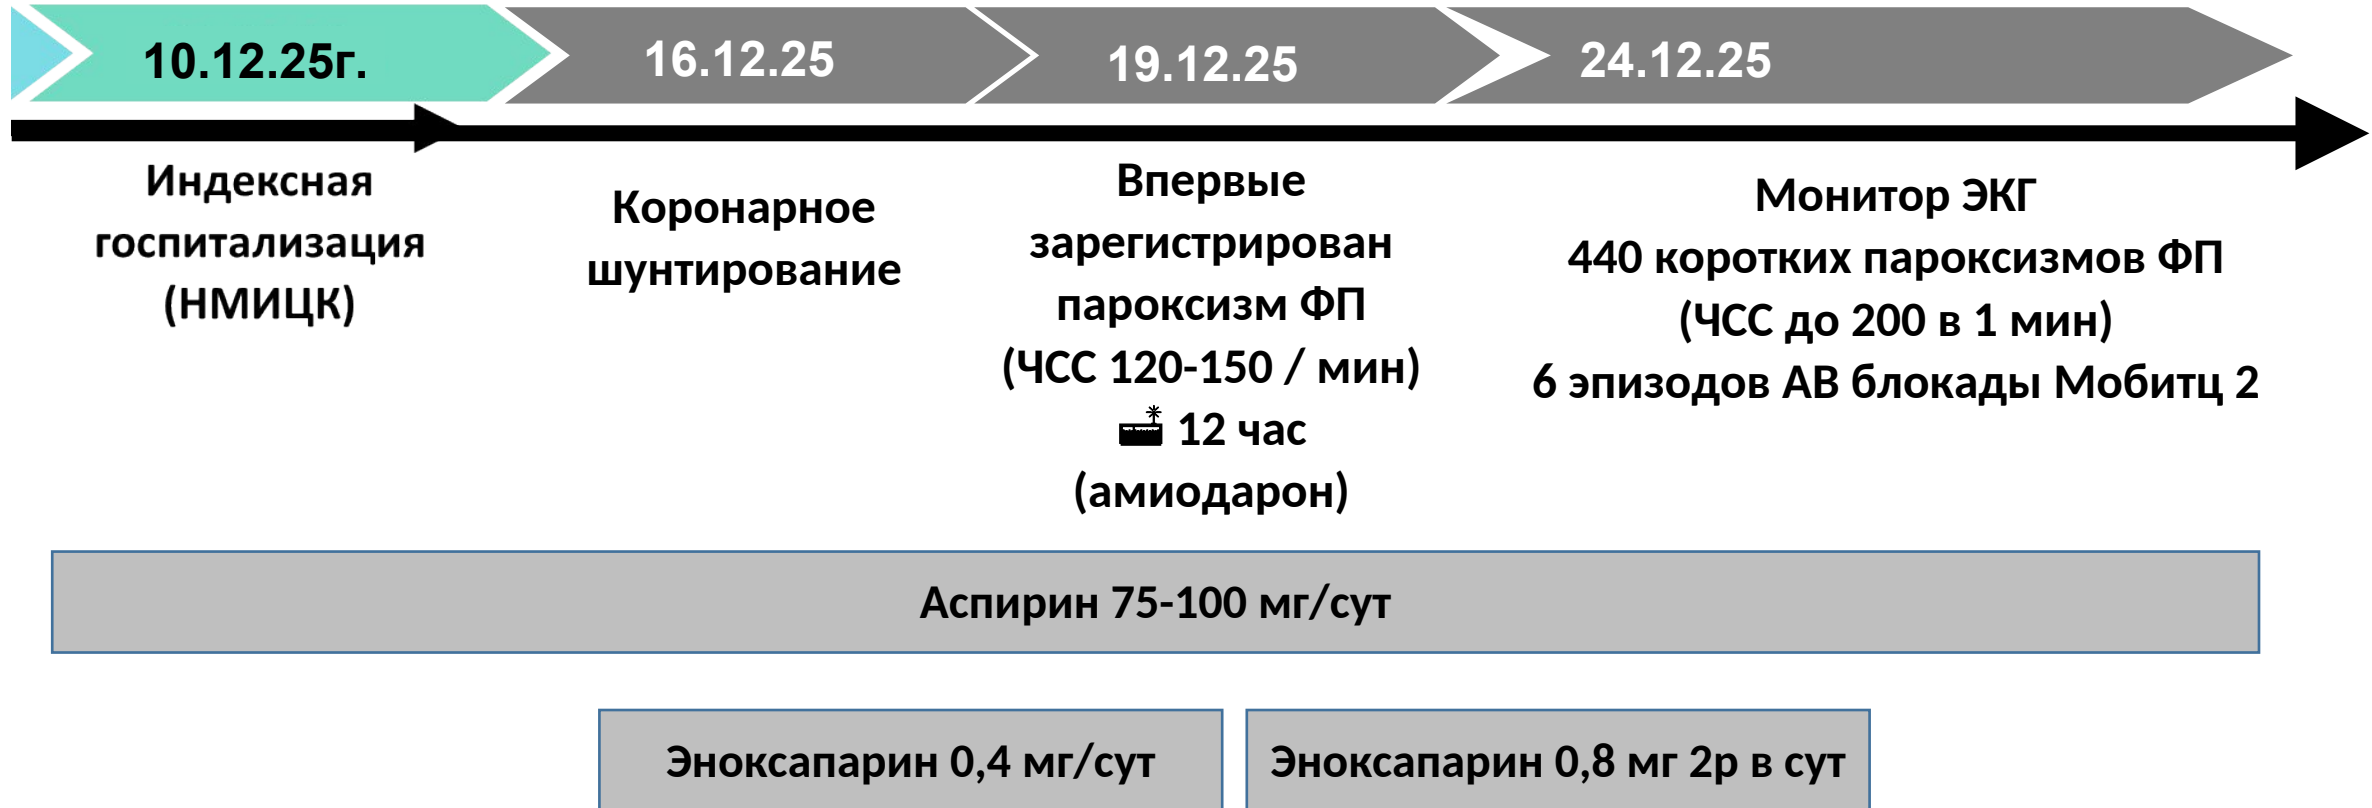 10.12.25г.
16.12.25
19.12.25
24.12.25
Индексная
госпитализация
(НМИЦК)
Коронарное
шунтирование
Впервые
зарегистрирован
пароксизм ФП
(ЧСС 120-150 / мин)
12 час
(амиодарон)
Монитор ЭКГ
440 коротких пароксизмов ФП
(ЧСС до 200 в 1 мин)
6 эпизодов АВ блокады Мобитц 2
Аспирин 75-100 мг/сут
Эноксапарин 0,4 мг/сут
Эноксапарин 0,8 мг 2р в сут